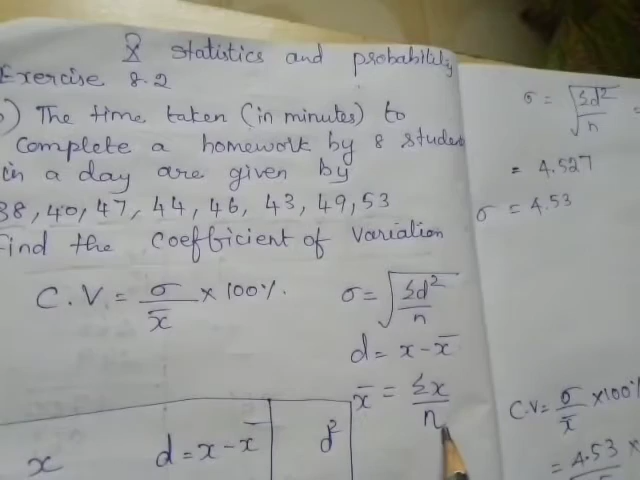 8 statistics and probability
Exercise 8.2
) The time taken (in minutes) to
complete a homework by 8 students
in a day are given by
38, 40, 47, 44, 46, 43, 49, 53
Find the coefficient of variation
C.V = σ/x̄ × 100%.
σ = √(Σd²/n)
d = x - x̄
x̄ = Σx/n
x d = x - x̄ d²
σ = √(Σd²/n) =
= 4.527
σ = 4.53
C.V = σ/x̄ × 100%
= 4.53 ×